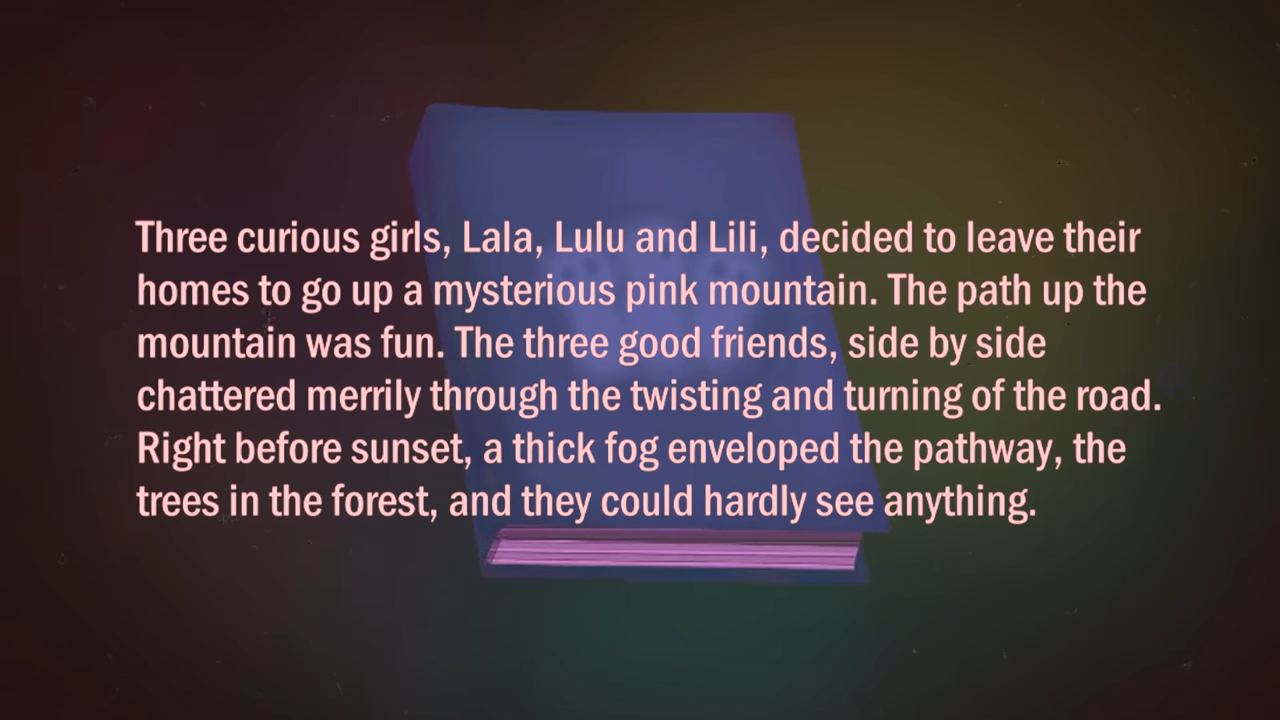 Three curious girls, Lala, Lulu and Lili, decided to leave their
homes to go up a mysterious pink mountain. The path up the
mountain was fun. The three good friends, side by side
chattered merrily through the twisting and turning of the road.
Right before sunset, a thick fog enveloped the pathway, the
trees in the forest, and they could hardly see anything.